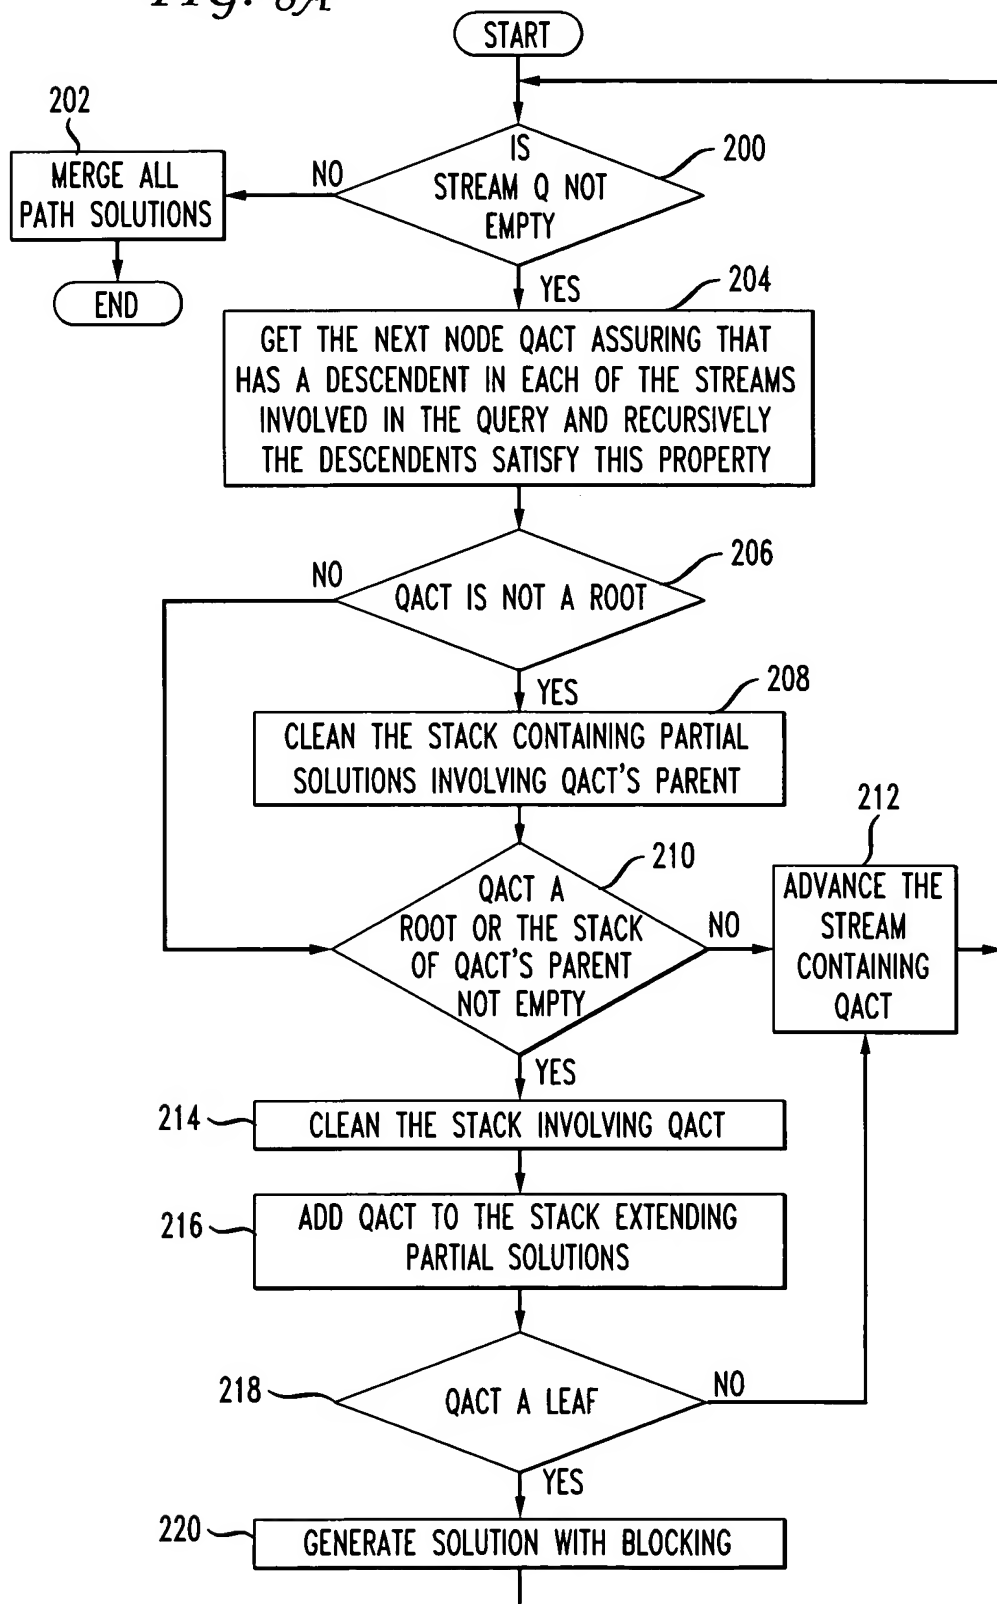 FIG. 8A
START
202
MERGE ALL
PATH SOLUTIONS
NO
IS
STREAM Q NOT
EMPTY
200
END
YES
204
GET THE NEXT NODE QACT ASSURING THAT
HAS A DESCENDENT IN EACH OF THE STREAMS
INVOLVED IN THE QUERY AND RECURSIVELY
THE DESCENDENTS SATISFY THIS PROPERTY
NO
QACT IS NOT A ROOT
206
YES
208
CLEAN THE STACK CONTAINING PARTIAL
SOLUTIONS INVOLVING QACT'S PARENT
210
QACT A
ROOT OR THE STACK
OF QACT'S PARENT
NOT EMPTY
NO
212
ADVANCE THE
STREAM
CONTAINING
QACT
YES
214
CLEAN THE STACK INVOLVING QACT
216
ADD QACT TO THE STACK EXTENDING
PARTIAL SOLUTIONS
218
QACT A LEAF
NO
YES
220
GENERATE SOLUTION WITH BLOCKING